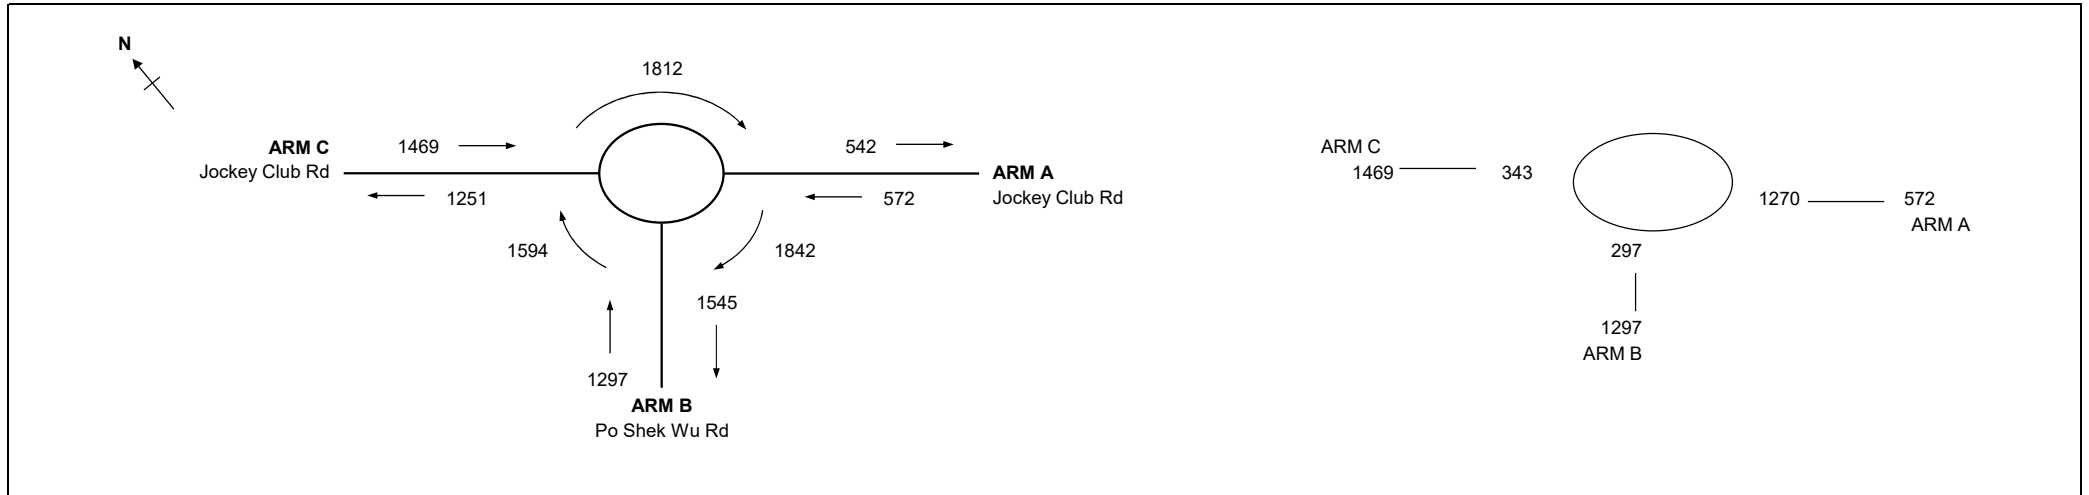 N
1812
ARM C
1469
542
Jockey Club Rd
ARM A
1251
572
Jockey Club Rd
1594
1842
1545
1297
ARM B
Po Shek Wu Rd
ARM C
1469
343
1270
572
ARM A
297
1297
ARM B